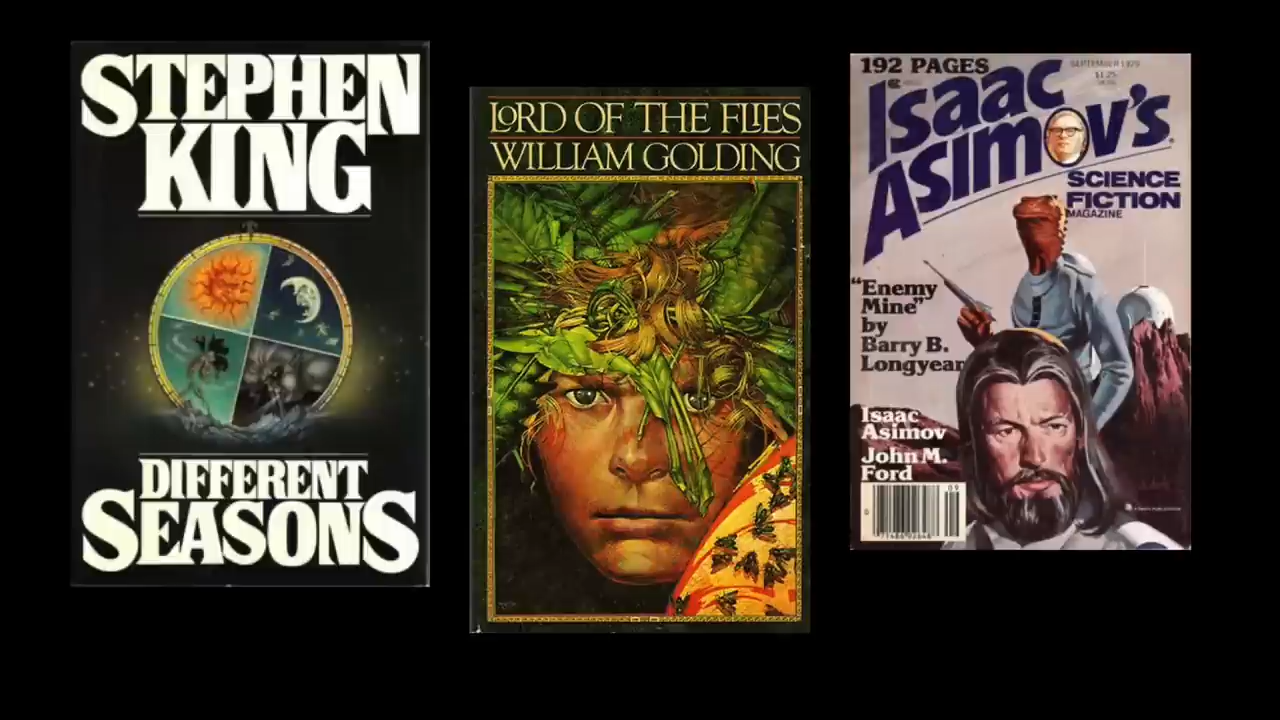 STEPHEN
KING
DIFFERENT
SEASONS
LORD OF THE FLIES
WILLIAM GOLDING
192 PAGES
SEPTEMBER 1979
$1.25
Isaac
Asimov's
SCIENCE
FICTION
MAGAZINE
"Enemy
Mine"
by
Barry B.
Longyear
Isaac
Asimov
John M.
Ford